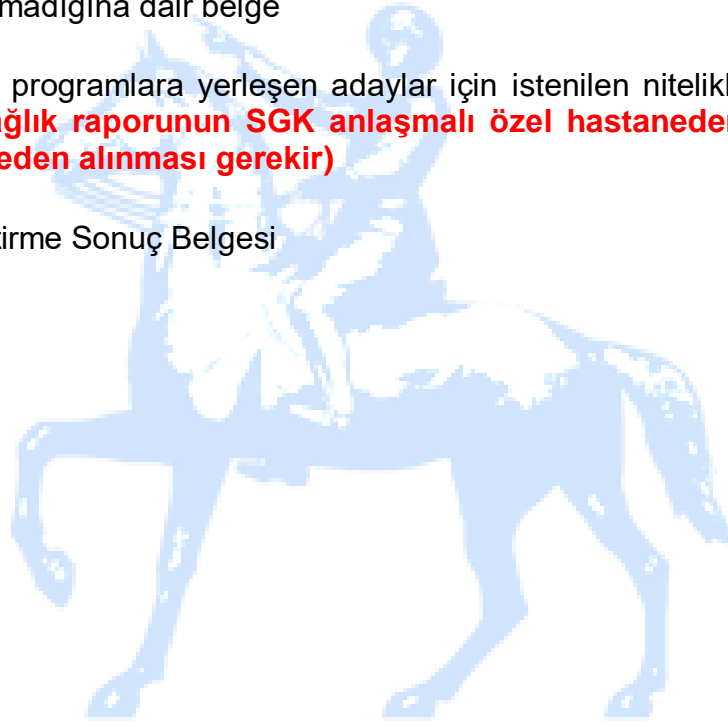 madığına dair belge
programlara yerleşen adaylar için istenilen nitelikl
ağlık raporunun SGK anlaşmalı özel hastaneder
eden alınması gerekir)
tirme Sonuç Belgesi